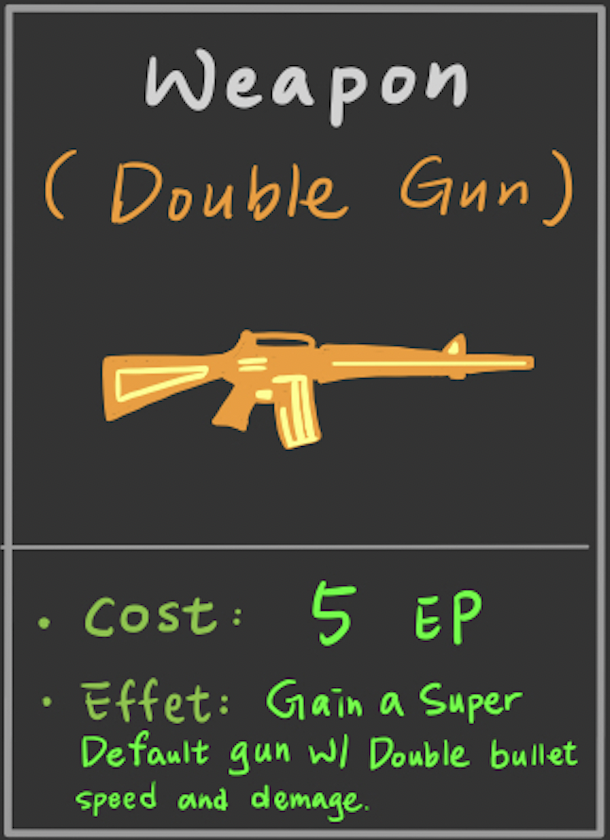 Weapon
(Double Gun)
• Cost: 5 EP
• Effet: Gain a Super
Default gun w/ Double bullet
speed and demage.